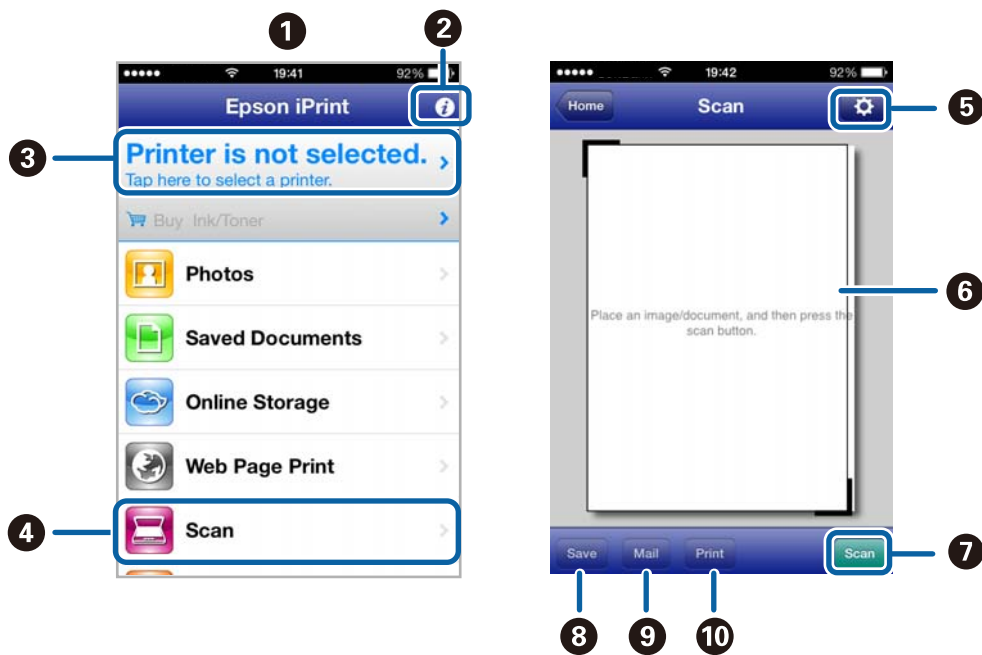 1
2
19:41
92%
Epson iPrint
i
3
Printer is not selected.
Tap here to select a printer.
Buy Ink/Toner
Photos
Saved Documents
Online Storage
Web Page Print
4
Scan
19:42
92%
Home
Scan
5
6
Place an image/document, and then press the
scan button.
Save
Mail
Print
Scan
7
8
9
10